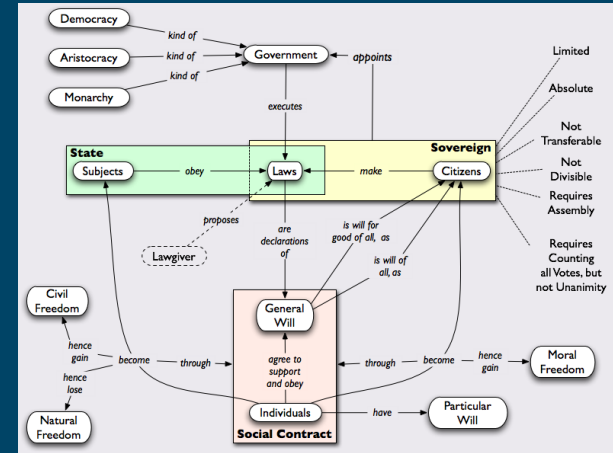 Democracy
kind of
Aristocracy
kind of
Monarchy
kind of
Government
appoints
executes
Limited
Absolute
Not
Transferable
Not
Divisible
Requires
Assembly
Requires
Counting
all Votes, but
not Unanimity
State
Sovereign
Subjects
obey
Laws
make
Citizens
proposes
Lawgiver
are
declarations
of
is will for
good of all, as
is will of
all, as
General
Will
agree to
support
and obey
Individuals
Social Contract
have
Particular
Will
Civil
Freedom
hence
gain
become
through
hence
lose
Natural
Freedom
through
become
hence
gain
Moral
Freedom